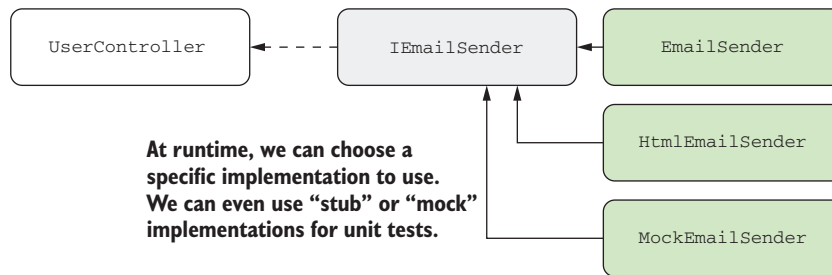 UserController
IEmailSender
EmailSender
HtmlEmailSender
MockEmailSender
At runtime, we can choose a
specific implementation to use.
We can even use “stub” or “mock”
implementations for unit tests.